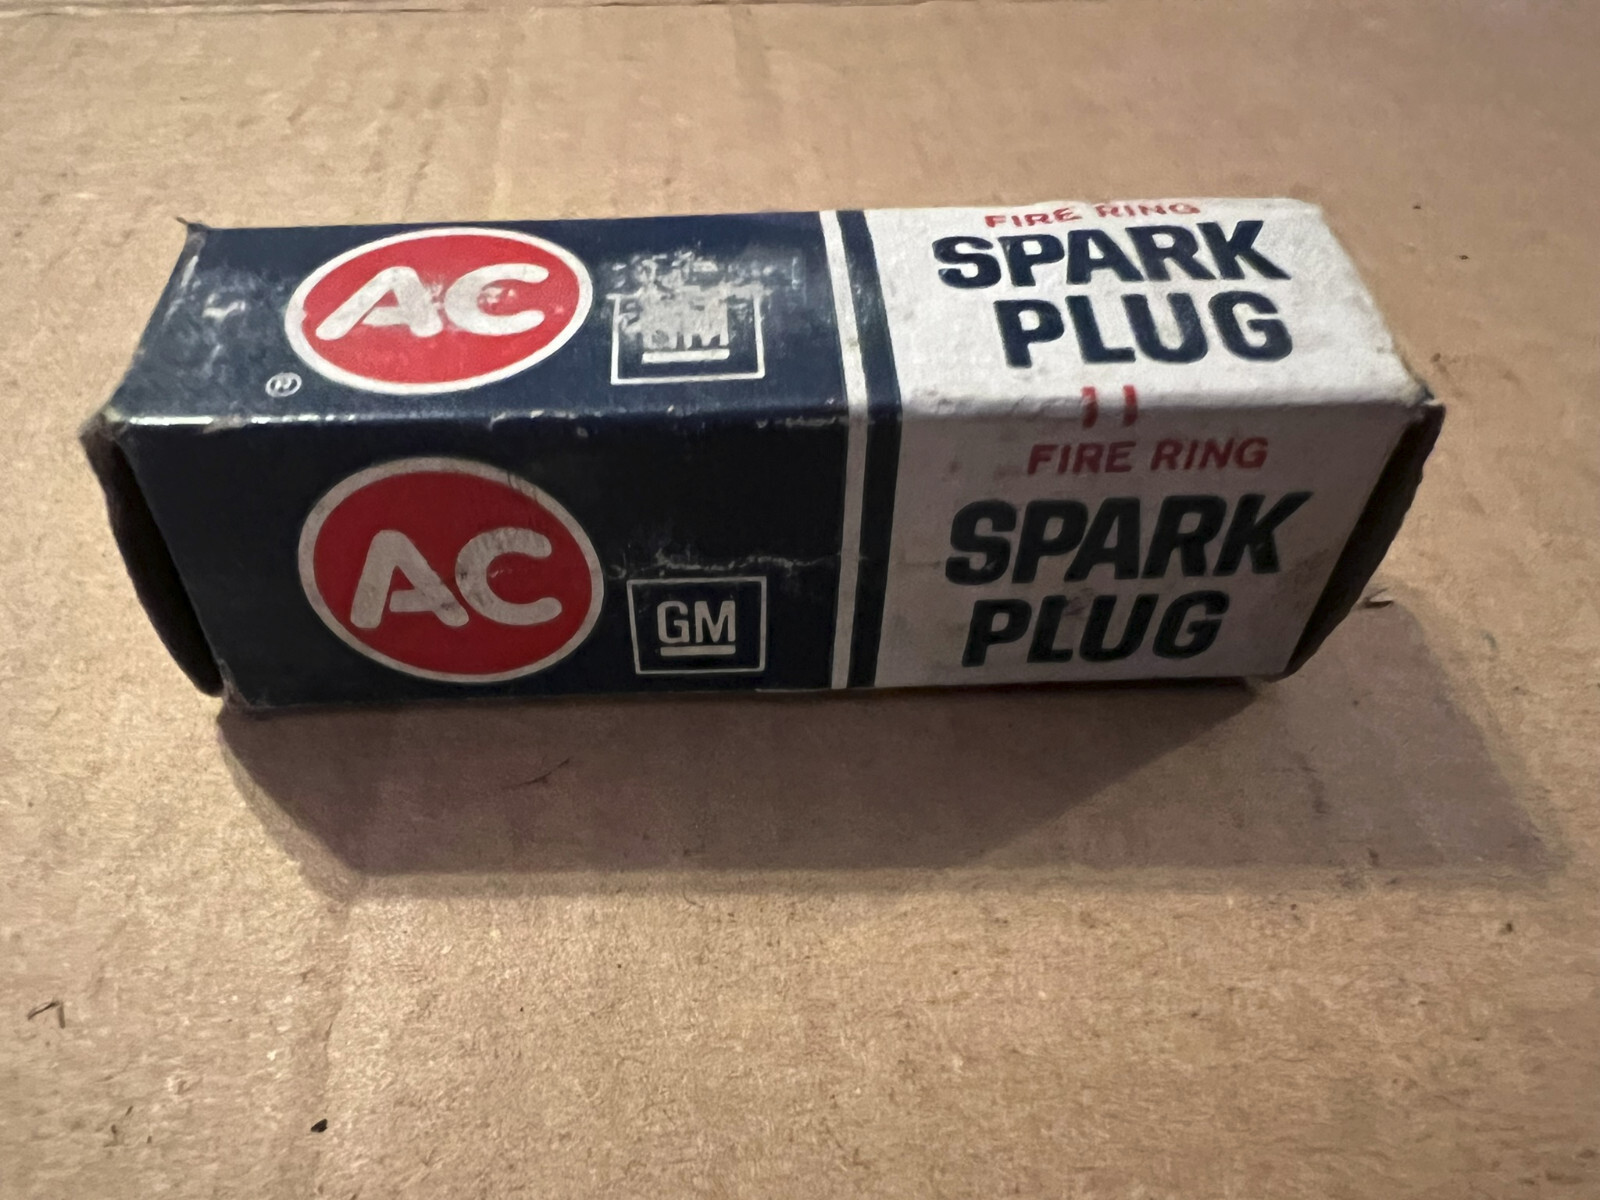 FIRE RING
SPARK
PLUG
AC
GM
®
FIRE RING
SPARK
PLUG
AC
GM